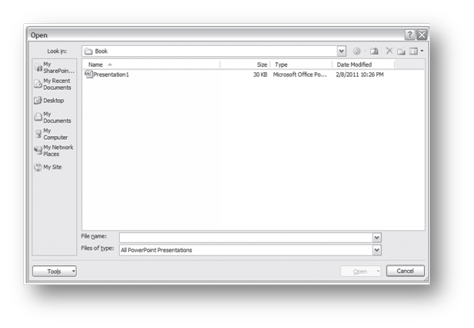 Open
Look in: Book
My SharePoin...
My Recent Documents
Desktop
My Documents
My Computer
My Network Places
My Site
Name Size Type Date Modified
Presentation1 30 KB Microsoft Office Po... 2/8/2011 10:26 PM
File name:
Files of type: All PowerPoint Presentations
Tools Open Cancel